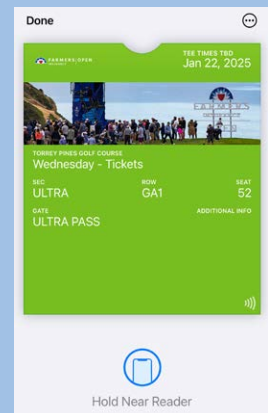 Done
FARMERS.OPEN
TEE TIMES TBD
Jan 22, 2025
FARMERS
TORREY PINES GOLF COURSE
Wednesday - Tickets
SEC
ROW
SEAT
ULTRA
GA1
52
GATE
ADDITIONAL INFO
ULTRA PASS
Hold Near Reader